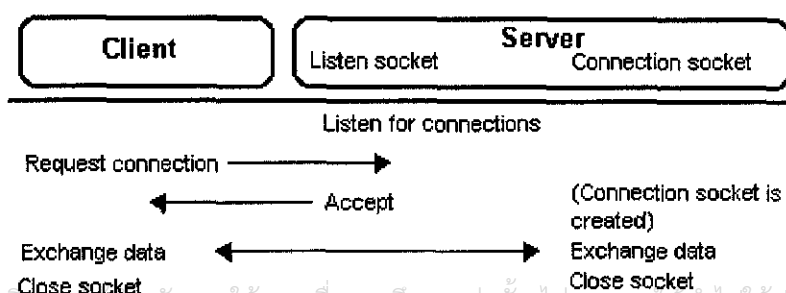 Client
Server
Listen socket Connection socket
Listen for connections
Request connection
Accept (Connection socket is
created)
Exchange data Exchange data
Close socket Close socket